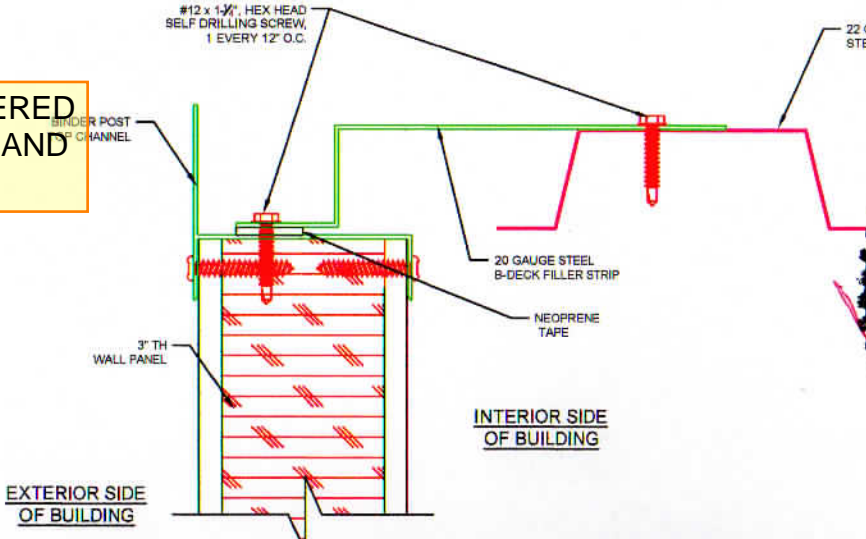 #12 x 1-¼", HEX HEAD
SELF DRILLING SCREW,
1 EVERY 12" O.C.
22
ERED
AND
BINDER POST
TOP CHANNEL
20 GAUGE STEEL
B-DECK FILLER STRIP
NEOPRENE
TAPE
3" TH
WALL PANEL
INTERIOR SIDE
OF BUILDING
EXTERIOR SIDE
OF BUILDING